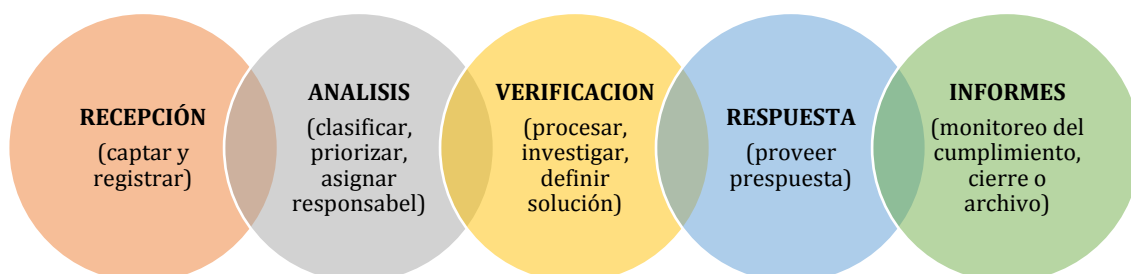 RECEPCIÓN
(captar y
registrar)
ANALISIS
(clasificar,
priorizar,
asignar
responsabel)
VERIFICACION
(procesar,
investigar,
definir
solución)
RESPUESTA
(proveer
prespuesta)
INFORMES
(monitoreo del
cumplimiento,
cierre o
archivo)